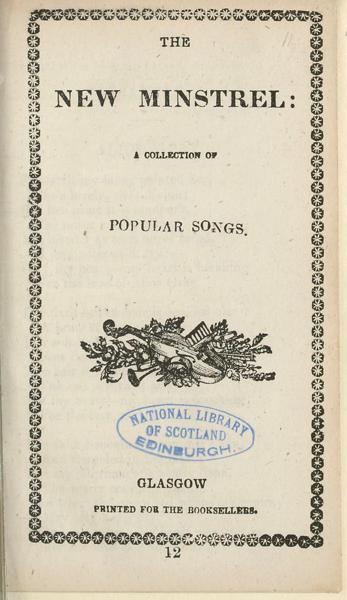 THE
NEW MINSTREL:
A COLLECTION OF
POPULAR SONGS.
NATIONAL LIBRARY
OF SCOTLAND
EDINBURGH.
GLASGOW
PRINTED FOR THE BOOKSELLERS.
12